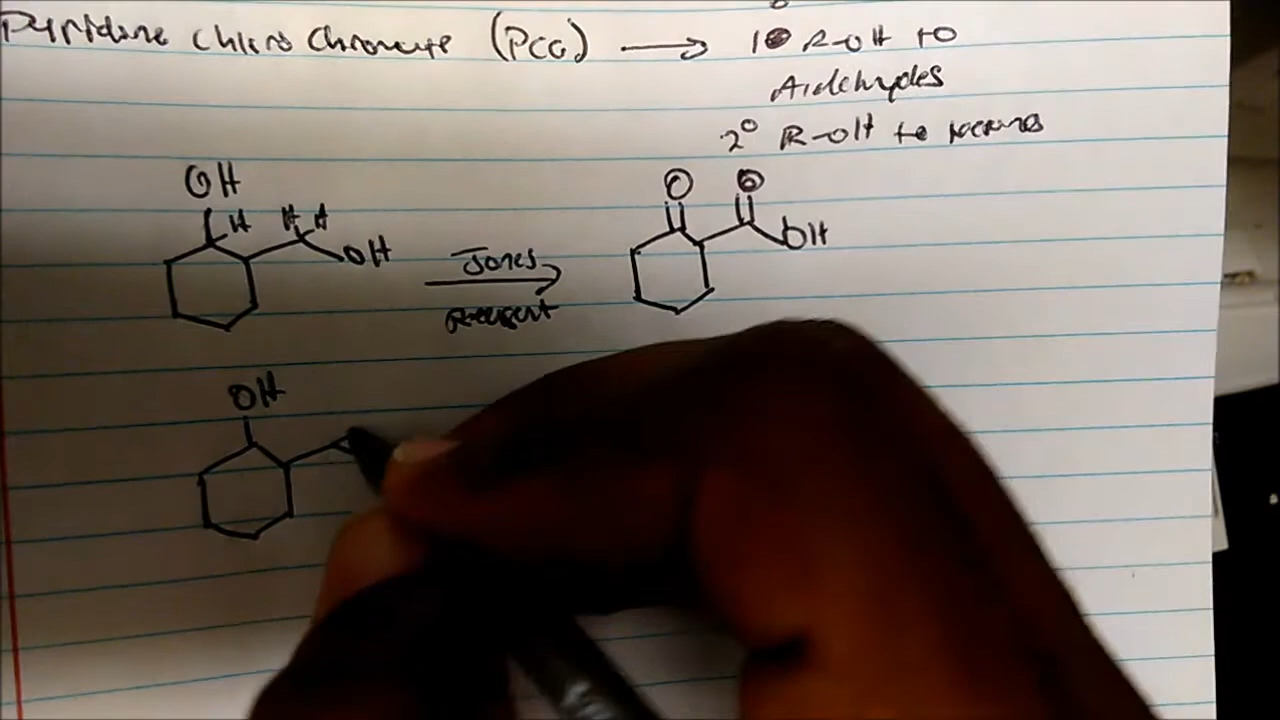 Pyridine Chloro Chromate (PCC) → 1° R-OH to
Aldehydes
2° R-OH to ketones
OH
H H H
OH
Jones
Reagent
O O
OH
OH